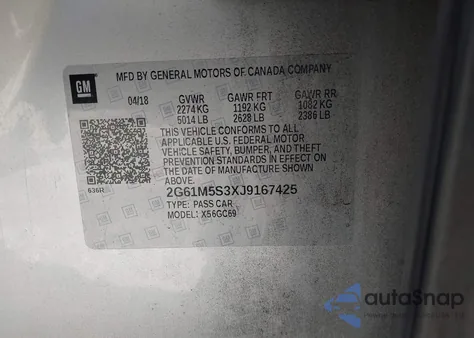 GM
MFD BY GENERAL MOTORS OF CANADA COMPANY
04/18 GVWR GAWR FRT GAWR RR
2274 KG 1192 KG 1082 KG
5014 LB 2628 LB 2386 LB
THIS VEHICLE CONFORMS TO ALL
APPLICABLE U.S. FEDERAL MOTOR
VEHICLE SAFETY, BUMPER, AND THEFT
PREVENTION STANDARDS IN EFFECT
ON THE DATE OF MANUFACTURE SHOWN
ABOVE.
636R
2G61M5S3XJ9167425
TYPE: PASS CAR
MODEL: X56GC69
autoSnap